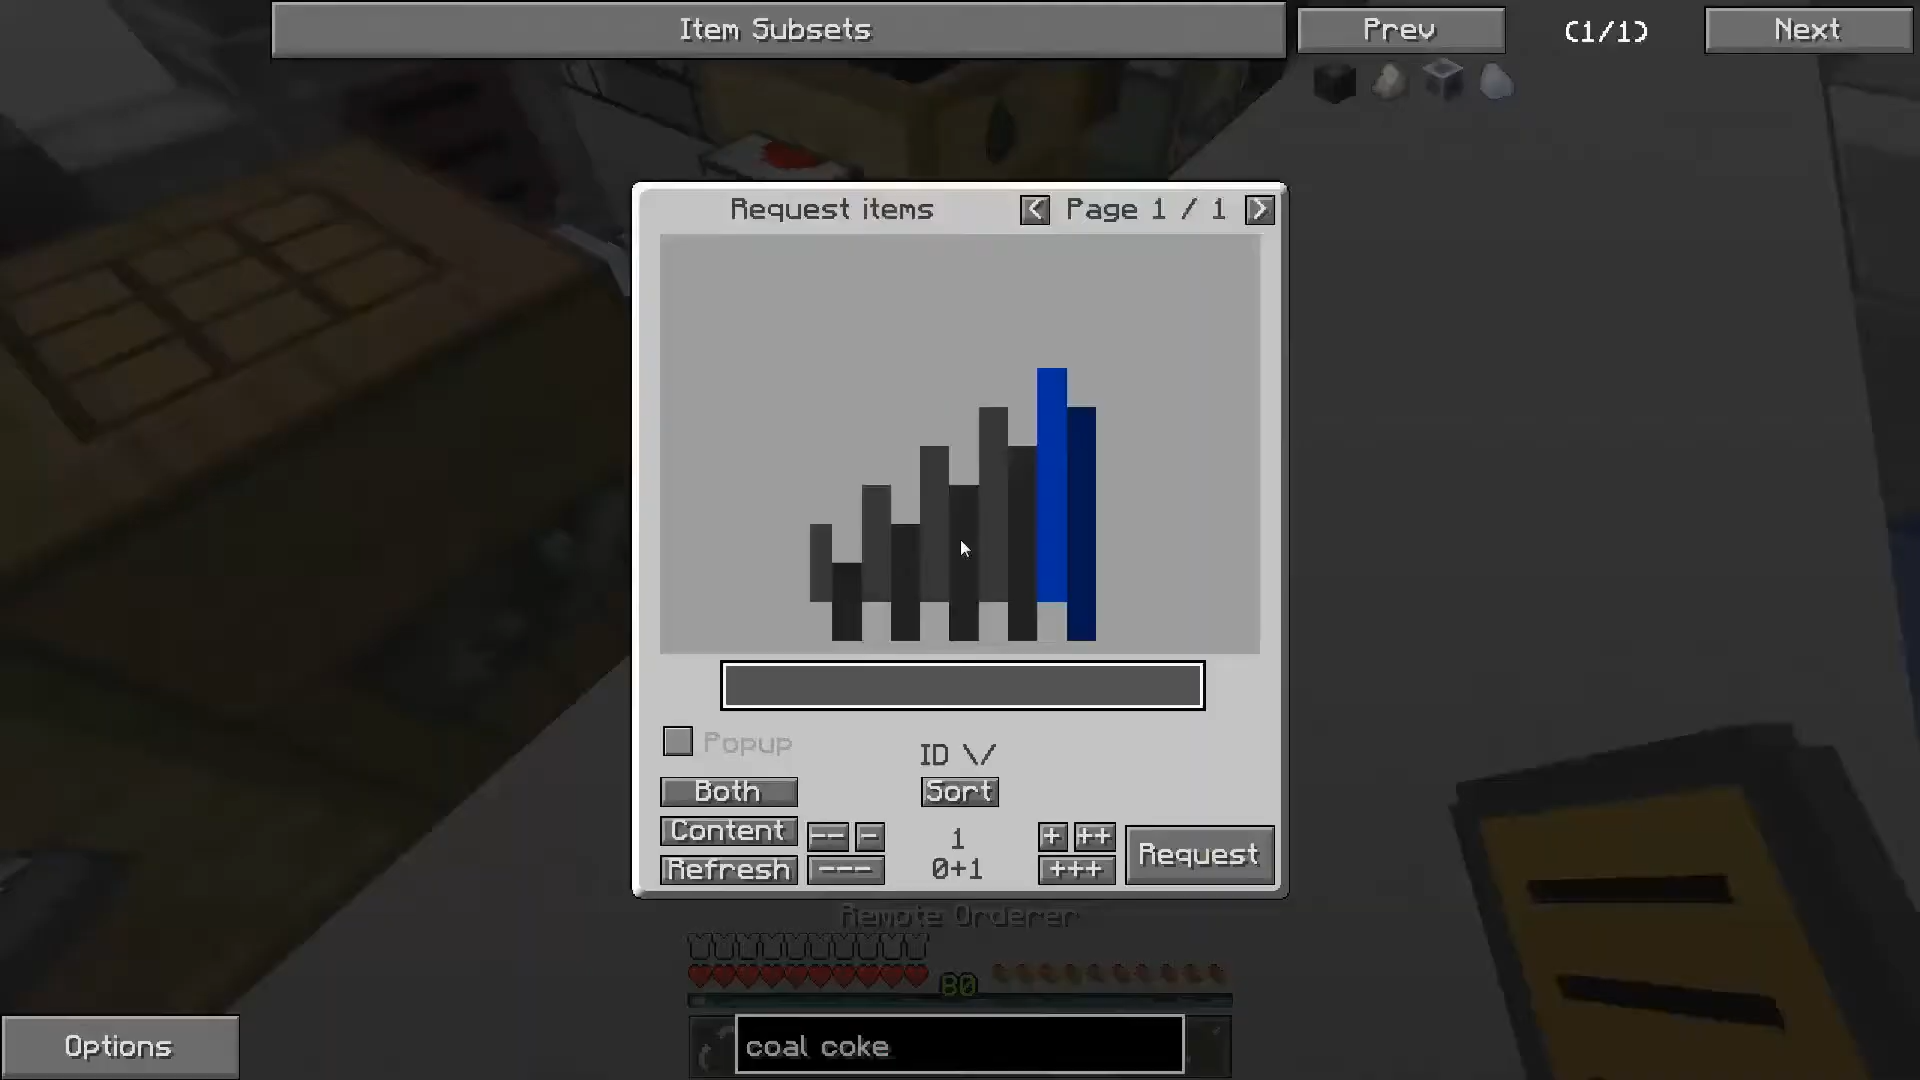 Item Subsets
Prev
(1/1)
Next
Request items
<
Page 1 / 1
>
Popup
ID \/
Both
Sort
Content
--
-
1
+
++
Request
Refresh
---
0+1
+++
Remote Orderer
80
Options
coal coke